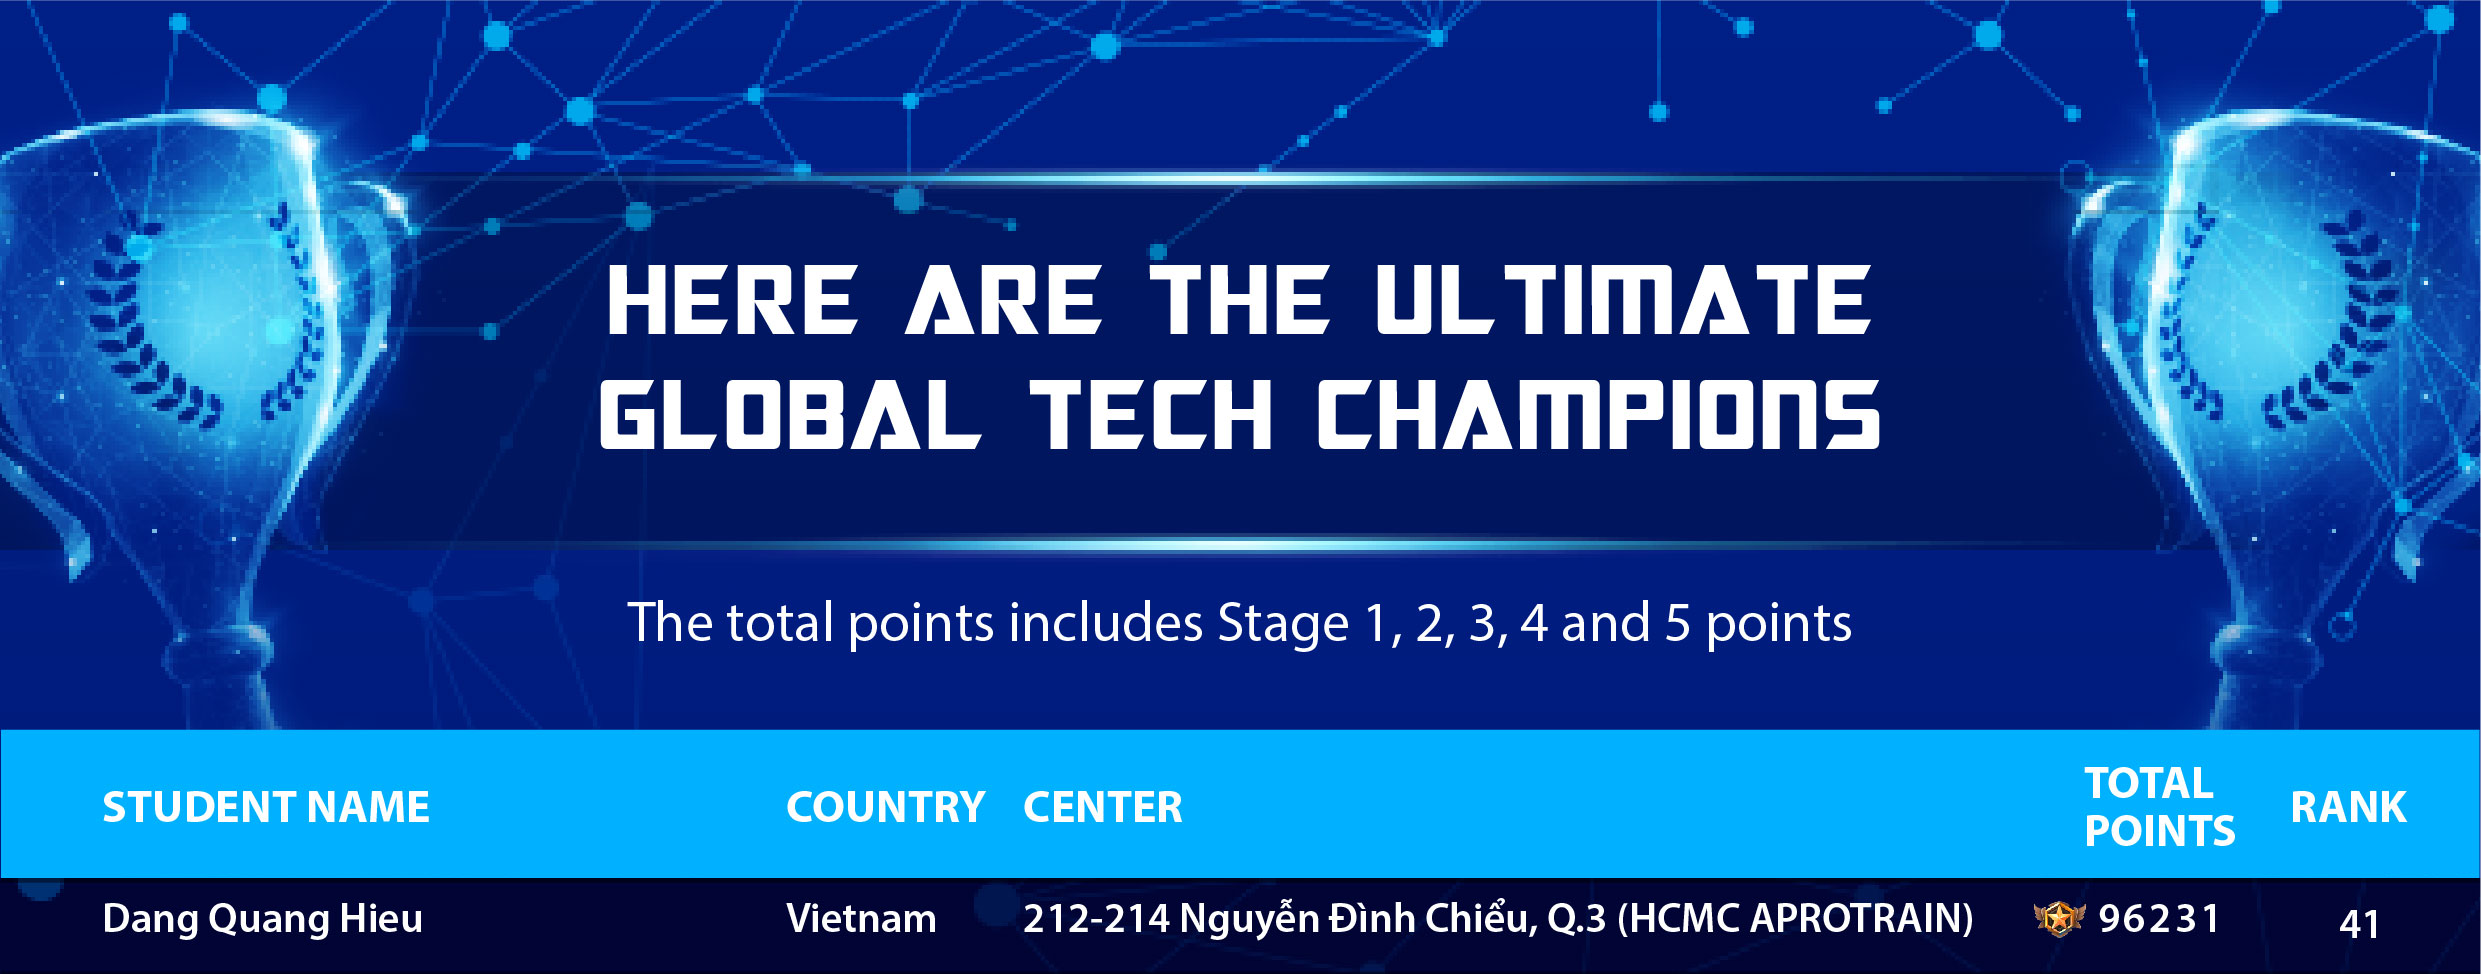 HERE ARE THE ULTIMATE
GLOBAL TECH CHAMPIONS
The total points includes Stage 1, 2, 3, 4 and 5 points
STUDENT NAME COUNTRY CENTER TOTAL POINTS RANK
Dang Quang Hieu Vietnam 212-214 Nguyễn Đình Chiểu, Q.3 (HCMC APROTRAIN) 96231 41